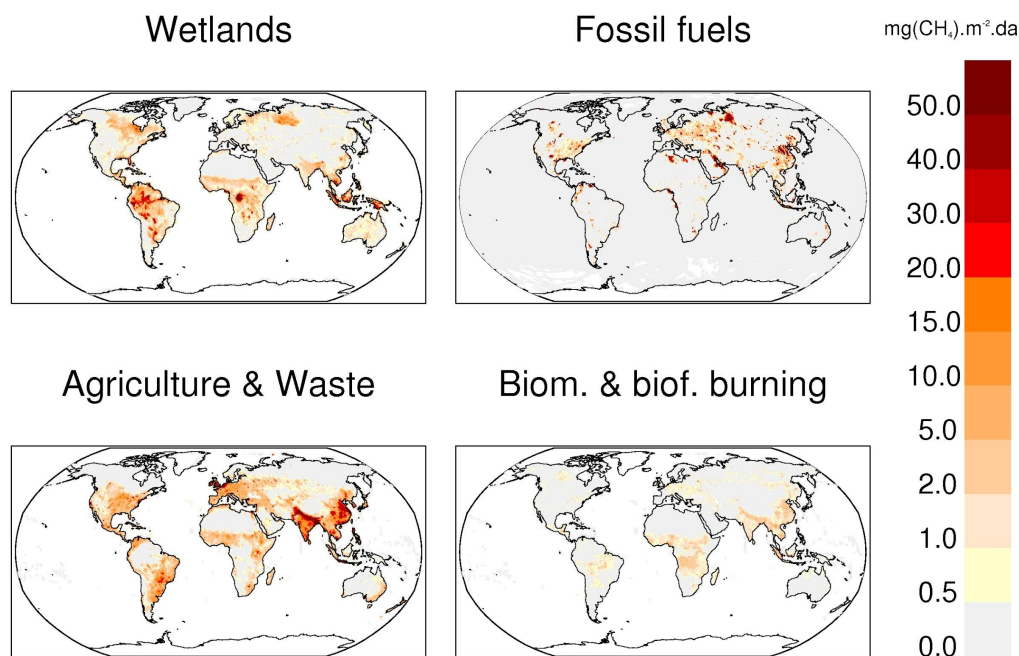 Wetlands
Fossil fuels
mg(CH₄).m⁻².da
50.0
40.0
30.0
20.0
15.0
10.0
5.0
2.0
1.0
0.5
0.0
Agriculture & Waste
Biom. & biof. burning